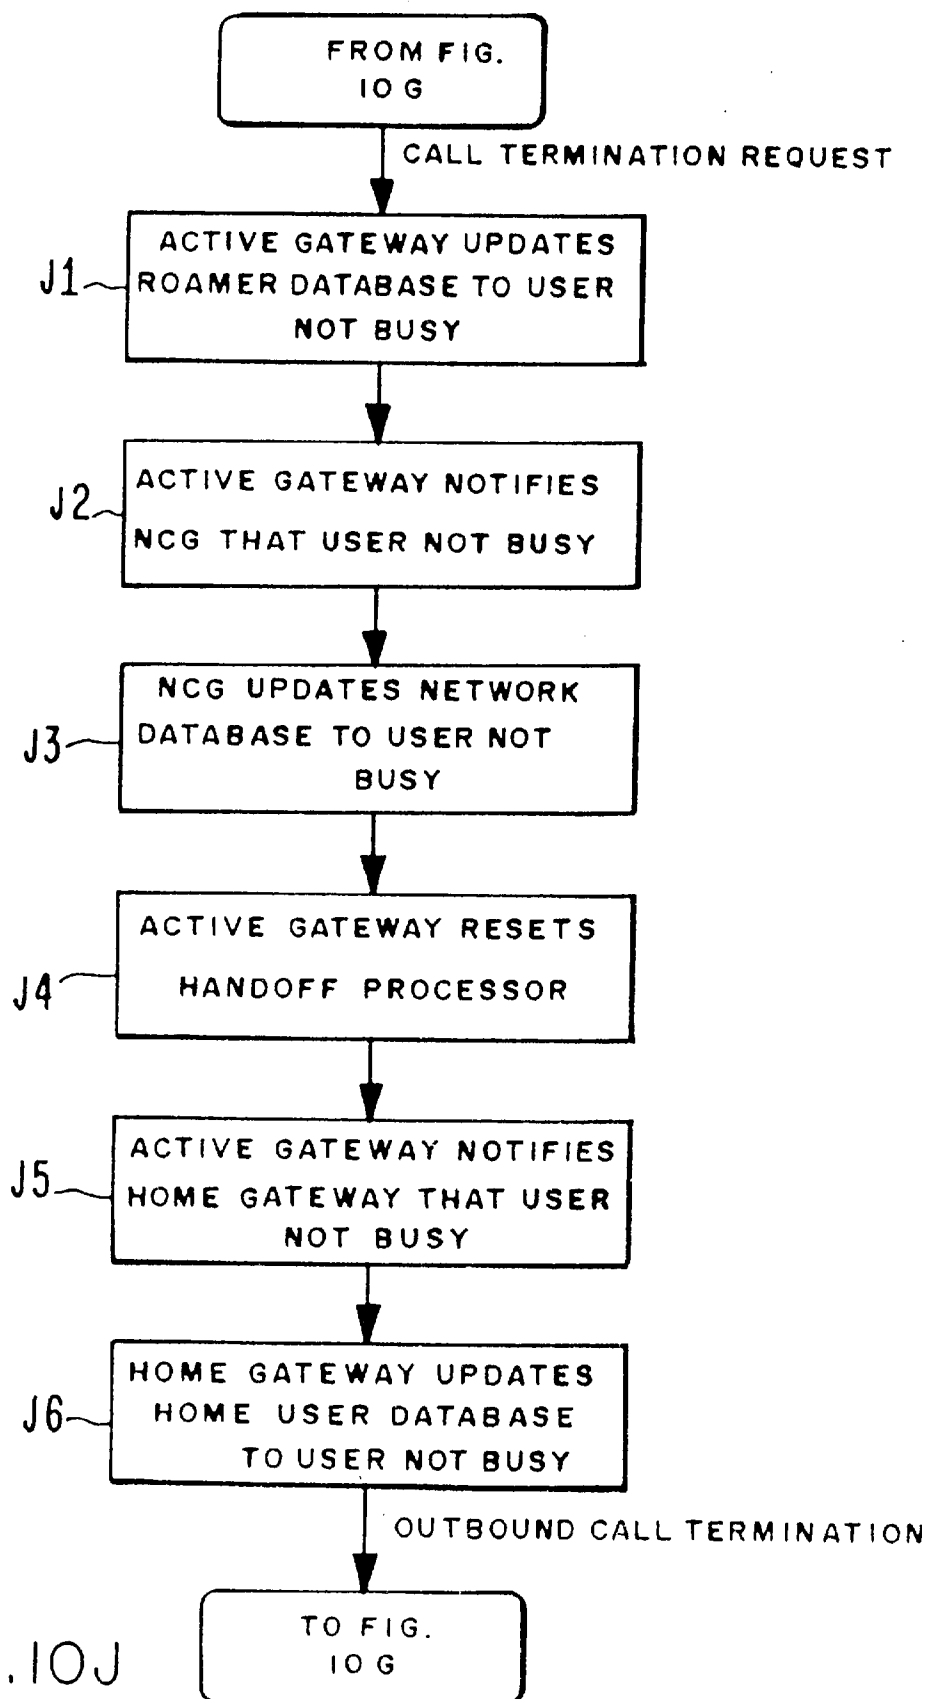 FROM FIG.
10 G
CALL TERMINATION REQUEST
J1
ACTIVE GATEWAY UPDATES
ROAMER DATABASE TO USER
NOT BUSY
J2
ACTIVE GATEWAY NOTIFIES
NCG THAT USER NOT BUSY
J3
NCG UPDATES NETWORK
DATABASE TO USER NOT
BUSY
J4
ACTIVE GATEWAY RESETS
HANDOFF PROCESSOR
J5
ACTIVE GATEWAY NOTIFIES
HOME GATEWAY THAT USER
NOT BUSY
J6
HOME GATEWAY UPDATES
HOME USER DATABASE
TO USER NOT BUSY
OUTBOUND CALL TERMINATION
TO FIG.
10 G
.10J